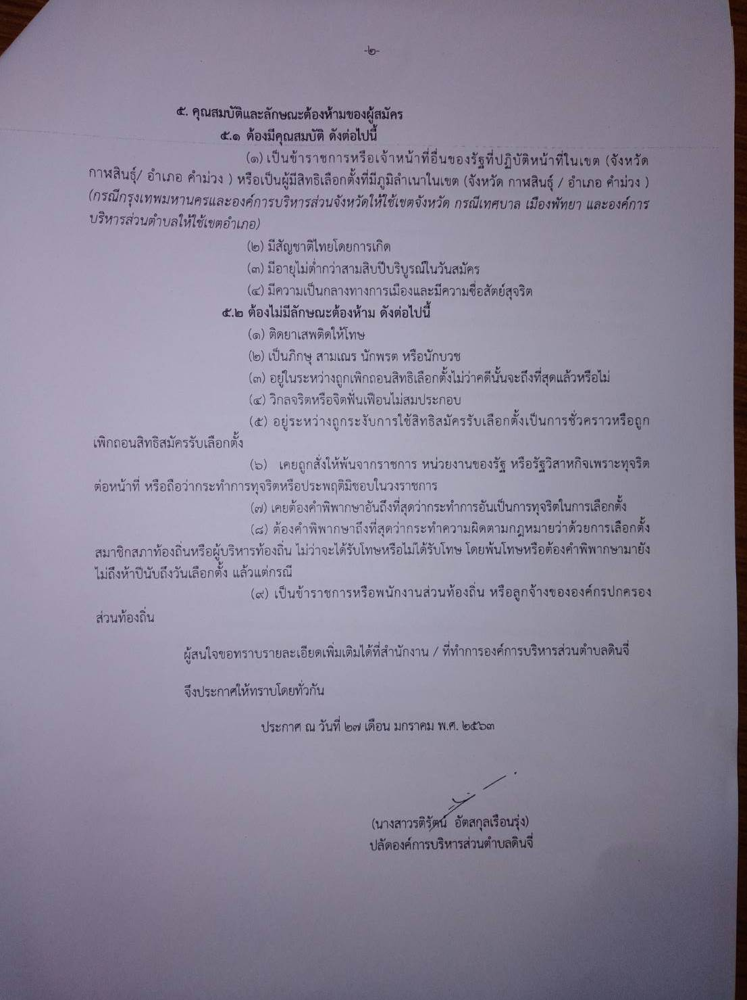 -๒-
๕. คุณสมบัติและลักษณะต้องห้ามของผู้สมัคร
๕.๑ ต้องมีคุณสมบัติ ดังต่อไปนี้
(๑) เป็นข้าราชการหรือเจ้าหน้าที่อื่นของรัฐที่ปฏิบัติหน้าที่ในเขต (จังหวัด
กาฬสินธุ์/ อำเภอ คำม่วง ) หรือเป็นผู้มีสิทธิเลือกตั้งที่มีภูมิลำเนาในเขต (จังหวัด กาฬสินธุ์ / อำเภอ คำม่วง )
(กรณีกรุงเทพมหานครและองค์การบริหารส่วนจังหวัดให้ใช้เขตจังหวัด กรณีเทศบาล เมืองพัทยา และองค์การ
บริหารส่วนตำบลให้ใช้เขตอำเภอ)
(๒) มีสัญชาติไทยโดยการเกิด
(๓) มีอายุไม่ต่ำกว่าสามสิบปีบริบูรณ์ในวันสมัคร
(๔) มีความเป็นกลางทางการเมืองและมีความซื่อสัตย์สุจริต
๕.๒ ต้องไม่มีลักษณะต้องห้าม ดังต่อไปนี้
(๑) ติดยาเสพติดให้โทษ
(๒) เป็นภิกษุ สามเณร นักพรต หรือนักบวช
(๓) อยู่ในระหว่างถูกเพิกถอนสิทธิเลือกตั้งไม่ว่าคดีนั้นจะถึงที่สุดแล้วหรือไม่
(๔) วิกลจริตหรือจิตฟั่นเฟือนไม่สมประกอบ
(๕) อยู่ระหว่างถูกระงับการใช้สิทธิสมัครรับเลือกตั้งเป็นการชั่วคราวหรือถูก
เพิกถอนสิทธิสมัครรับเลือกตั้ง
(๖) เคยถูกสั่งให้พ้นจากราชการ หน่วยงานของรัฐ หรือรัฐวิสาหกิจเพราะทุจริต
ต่อหน้าที่ หรือถือว่ากระทำการทุจริตหรือประพฤติมิชอบในวงราชการ
(๗) เคยต้องคำพิพากษาอันถึงที่สุดว่ากระทำการอันเป็นการทุจริตในการเลือกตั้ง
(๘) ต้องคำพิพากษาถึงที่สุดว่ากระทำความผิดตามกฎหมายว่าด้วยการเลือกตั้ง
สมาชิกสภาท้องถิ่นหรือผู้บริหารท้องถิ่น ไม่ว่าจะได้รับโทษหรือไม่ได้รับโทษ โดยพ้นโทษหรือต้องคำพิพากษามายัง
ไม่ถึงห้าปีนับถึงวันเลือกตั้ง แล้วแต่กรณี
(๙) เป็นข้าราชการหรือพนักงานส่วนท้องถิ่น หรือลูกจ้างขององค์กรปกครอง
ส่วนท้องถิ่น
ผู้สนใจขอทราบรายละเอียดเพิ่มเติมได้ที่สำนักงาน / ที่ทำการองค์การบริหารส่วนตำบลดินจี่
จึงประกาศให้ทราบโดยทั่วกัน
ประกาศ ณ วันที่ ๒๗ เดือน มกราคม พ.ศ. ๒๕๖๓
(นางสาวรติรัตน์ อัตสกุลเรือนรุ่ง)
ปลัดองค์การบริหารส่วนตำบลดินจี่